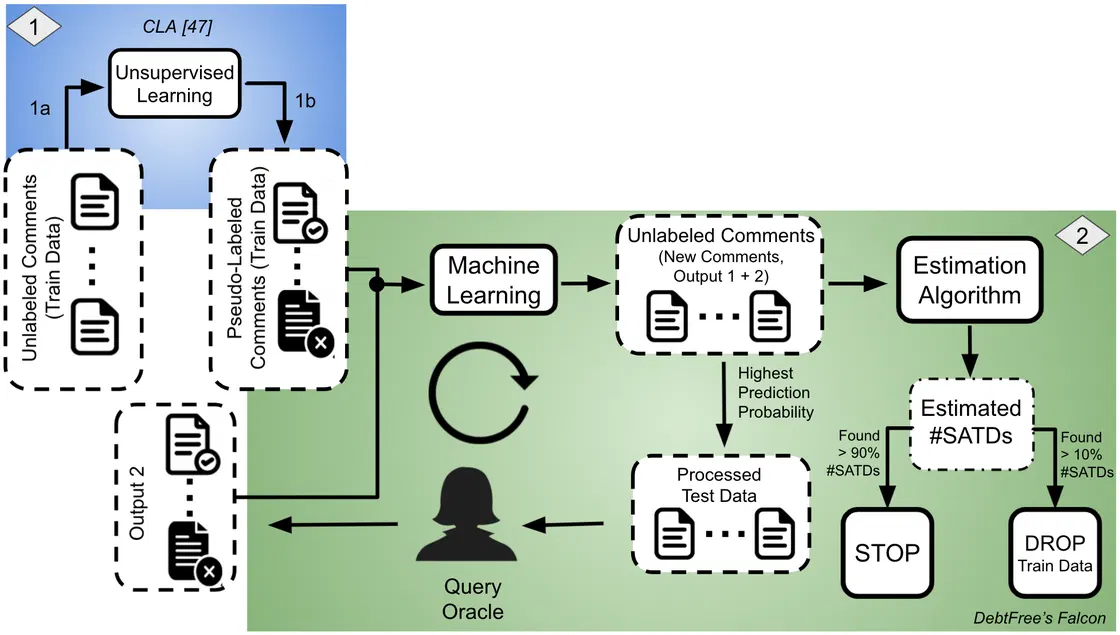 1
CLA [47]
Unsupervised
Learning
1a
1b
Unlabeled Comments
(Train Data)
Pseudo-Labeled
Comments (Train Data)
2
Machine
Learning
Unlabeled Comments
(New Comments,
Output 1 + 2)
Estimation
Algorithm
Highest
Prediction
Probability
Estimated
#SATDs
Found
> 90%
#SATDs
Found
> 10%
#SATDs
Output 2
Processed
Test Data
STOP
DROP
Train Data
Query
Oracle
DebtFree's Falcon